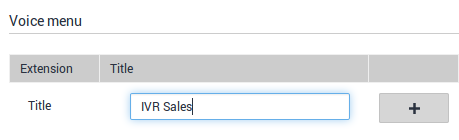 Voice menu
Extension Title
Title IVR Sales +